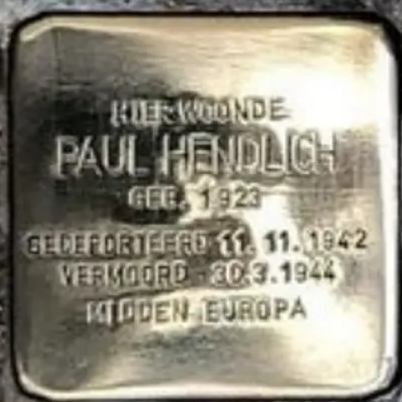 HIER WOONDE
PAUL HENDLICH
GEB. 1923
GEDEPORTEERD 11.11.1942
VERMOORD 30.3.1944
MIDDEN EUROPA